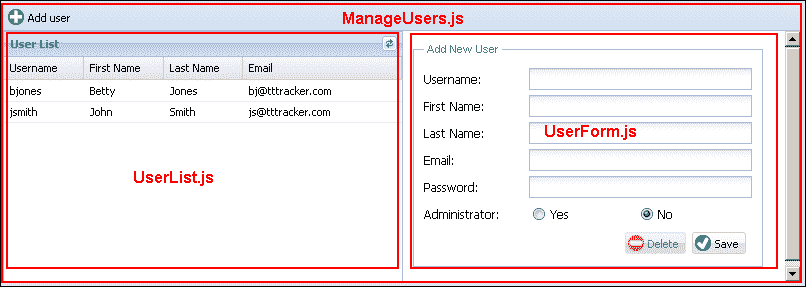 Add user
ManageUsers.js
User List
Username First Name Last Name Email
bjones Betty Jones bj@tttracker.com
jsmith John Smith js@tttracker.com
UserList.js
Add New User
Username:
First Name:
Last Name:
UserForm.js
Email:
Password:
Administrator: Yes No
Delete Save